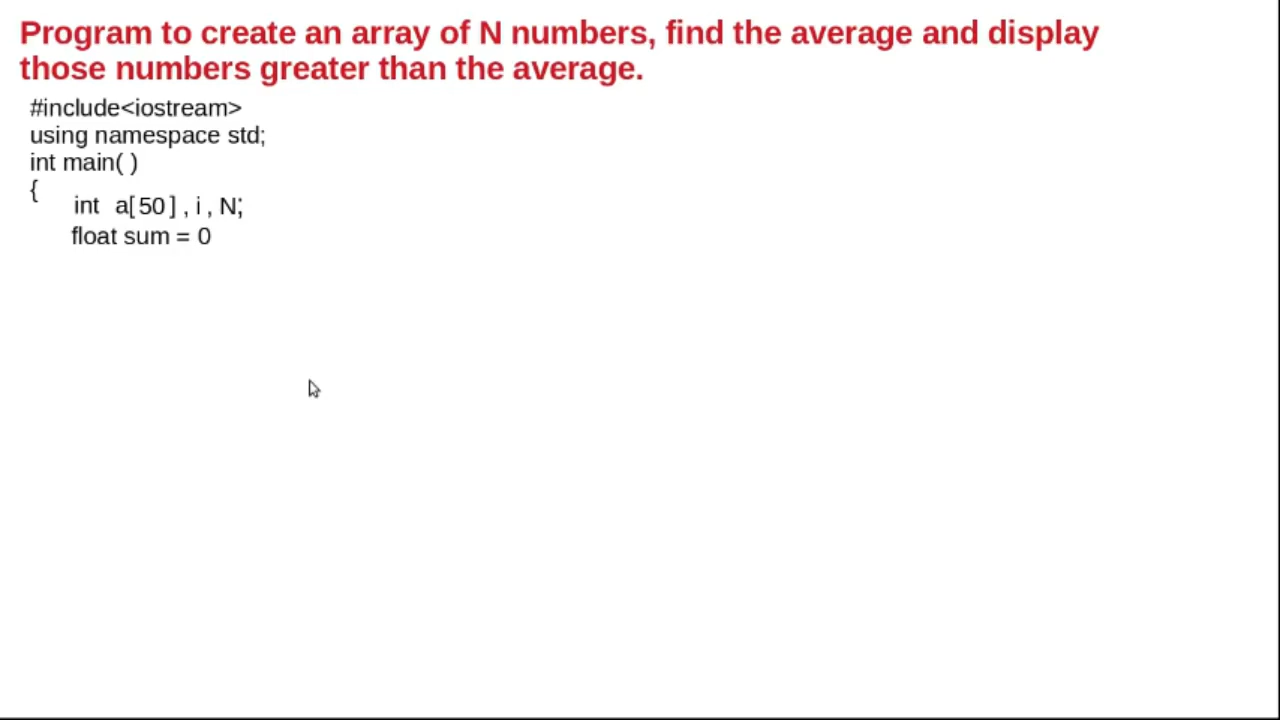 Program to create an array of N numbers, find the average and display
those numbers greater than the average.
#include<iostream>
using namespace std;
int main( )
{
int a[50] , i , N;
float sum = 0